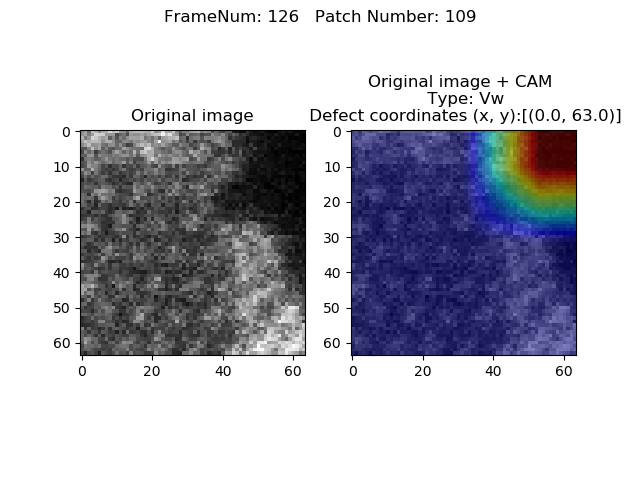 FrameNum: 126   Patch Number: 109
Original image
Original image + CAM
Type: Vw
Defect coordinates (x, y):[(0.0, 63.0)]
0
10
20
30
40
50
60
0 20 40 60
0
10
20
30
40
50
60
0 20 40 60